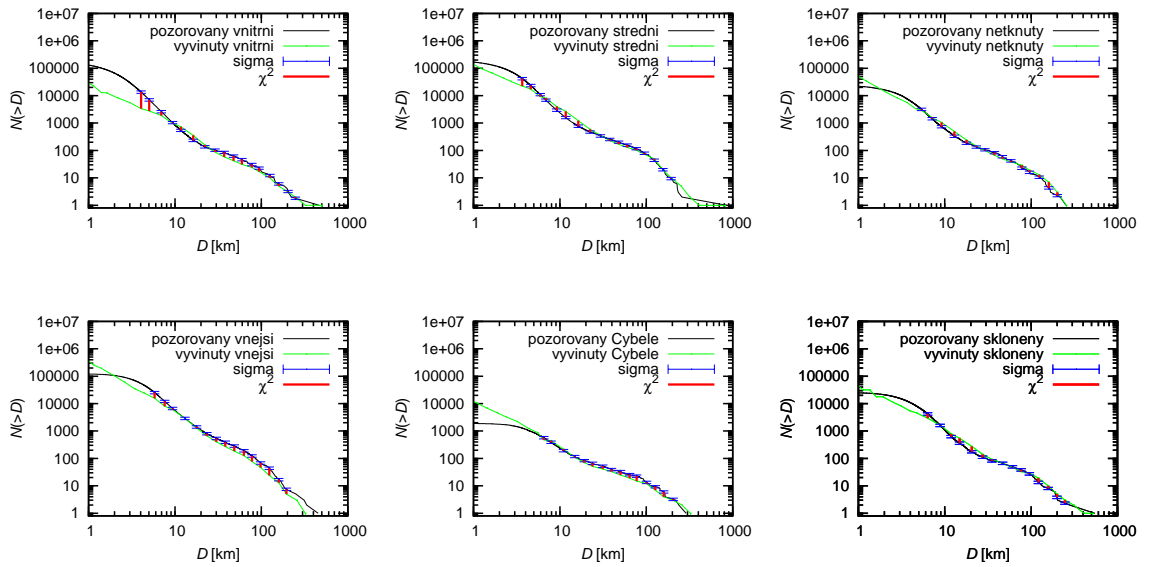 1e+07
1e+06
100000
10000
1000
100
10
1
N(>D)
pozorovany vnitrni
vyvinuty vnitrni
sigma
χ²
1 10 100 1000
D [km]
1e+07
1e+06
100000
10000
1000
100
10
1
N(>D)
pozorovany stredni
vyvinuty stredni
sigma
χ²
1 10 100 1000
D [km]
1e+07
1e+06
100000
10000
1000
100
10
1
N(>D)
pozorovany netknuty
vyvinuty netknuty
sigma
χ²
1 10 100 1000
D [km]
1e+07
1e+06
100000
10000
1000
100
10
1
N(>D)
pozorovany vnejsi
vyvinuty vnejsi
sigma
χ²
1 10 100 1000
D [km]
1e+07
1e+06
100000
10000
1000
100
10
1
N(>D)
pozorovany Cybele
vyvinuty Cybele
sigma
χ²
1 10 100 1000
D [km]
1e+07
1e+06
100000
10000
1000
100
10
1
N(>D)
pozorovany skloneny
vyvinuty skloneny
sigma
χ²
1 10 100 1000
D [km]